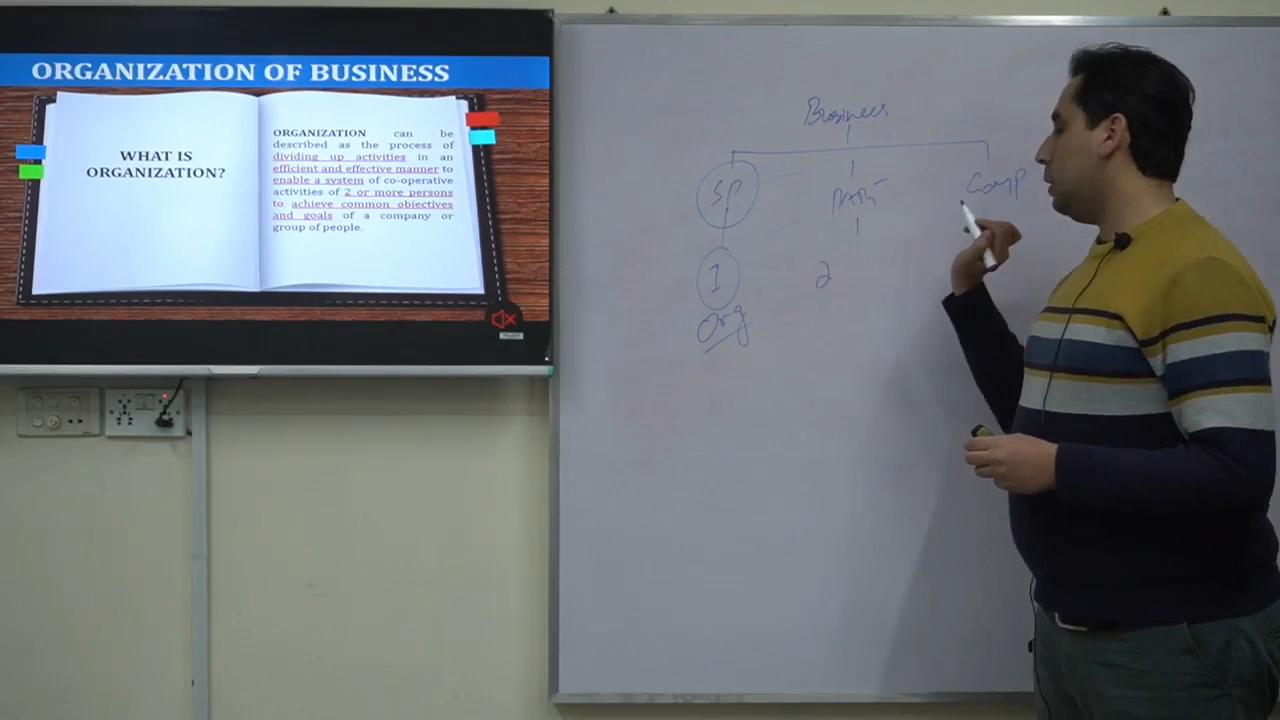 ORGANIZATION OF BUSINESS
WHAT IS
ORGANIZATION?
ORGANIZATION can be
described as the process of
dividing up activities in an
efficient and effective manner to
enable a system of co-operative
activities of 2 or more persons
to achieve common objectives
and goals of a company or
group of people.
Business
SP
Comp
I
2
Org